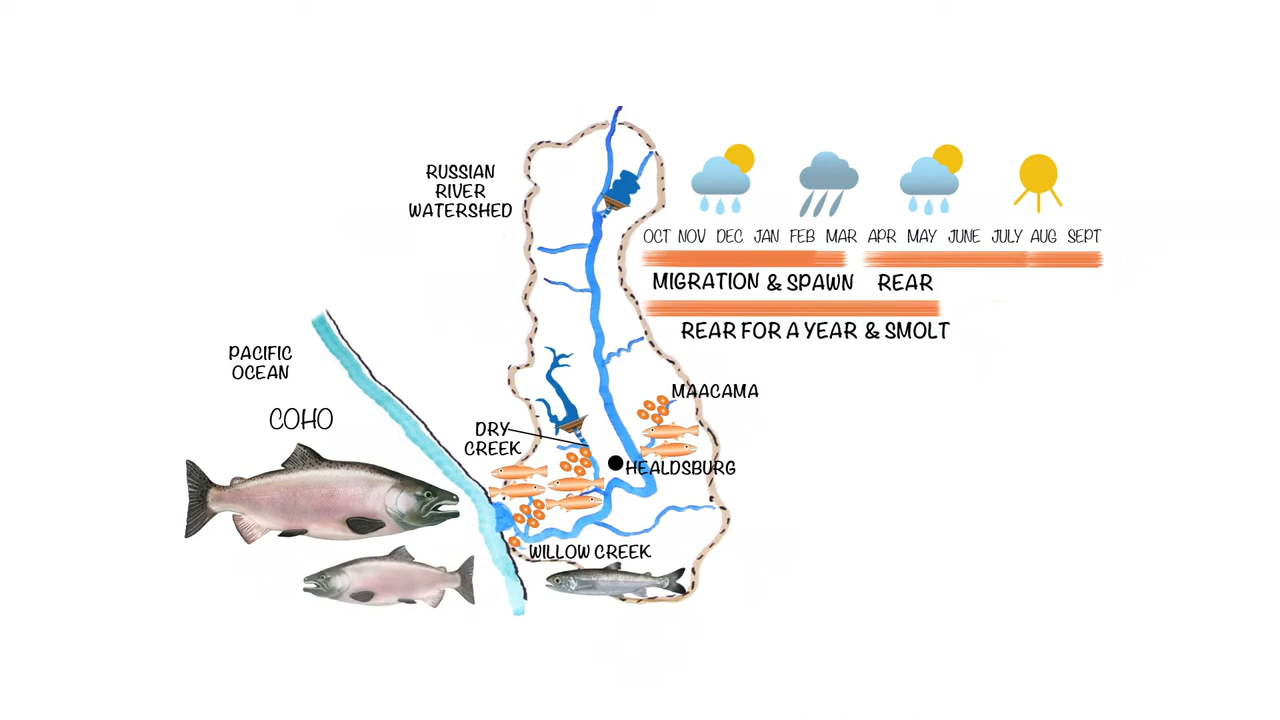 RUSSIAN
RIVER
WATERSHED
OCT NOV DEC JAN FEB MAR APR MAY JUNE JULY AUG SEPT
MIGRATION & SPAWN REAR
REAR FOR A YEAR & SMOLT
PACIFIC
OCEAN
COHO
MAACAMA
DRY
CREEK
HEALDSBURG
WILLOW CREEK